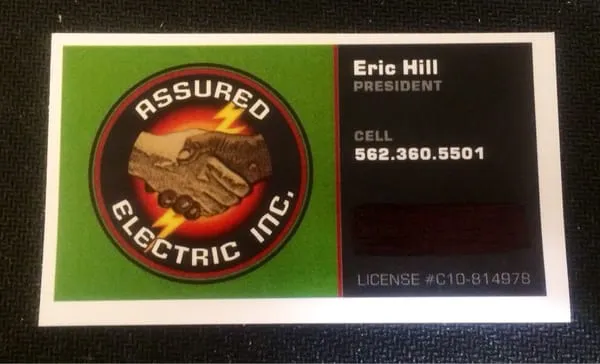 ASSURED
ELECTRIC INC.
Eric Hill
PRESIDENT
CELL
562.360.5501
LICENSE #C10-814978